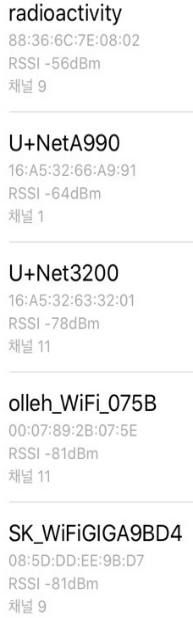 radioactivity
88:36:6C:7E:08:02
RSSI -56dBm
채널 9
U+NetA990
16:A5:32:66:A9:91
RSSI -64dBm
채널 1
U+Net3200
16:A5:32:63:32:01
RSSI -78dBm
채널 11
olleh_WiFi_075B
00:07:89:2B:07:5E
RSSI -81dBm
채널 11
SK_WiFiGIGA9BD4
08:5D:DD:EE:9B:D7
RSSI -81dBm
채널 9